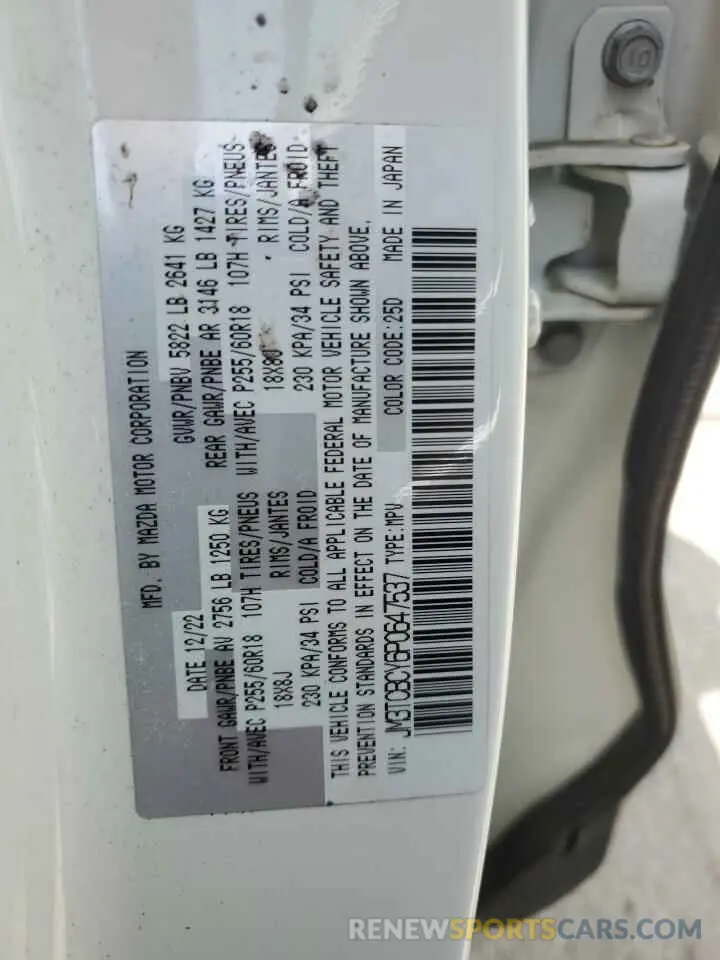 MFD. BY MAZDA MOTOR CORPORATION
DATE 12/22 GVWR/PNBV 5822 LB 2641 KG
FRONT GAWR/PNBE AV 2756 LB 1250 KG REAR GAWR/PNBE AR 3146 LB 1427 KG
WITH/AVEC P255/60R18 107H TIRES/PNEUS WITH/AVEC P255/60R18 107H TIRES/PNEUS
18X8J RIMS/JANTES 18X8J RIMS/JANTES
230 KPA/34 PSI COLD/A FROID 230 KPA/34 PSI COLD/A FROID
THIS VEHICLE CONFORMS TO ALL APPLICABLE FEDERAL MOTOR VEHICLE SAFETY AND THEFT
PREVENTION STANDARDS IN EFFECT ON THE DATE OF MANUFACTURE SHOWN ABOVE.
VIN: JM3TCBCY6P0647537 TYPE:MPV COLOR CODE:25D MADE IN JAPAN
10
RENEWSPORTSCARS.COM